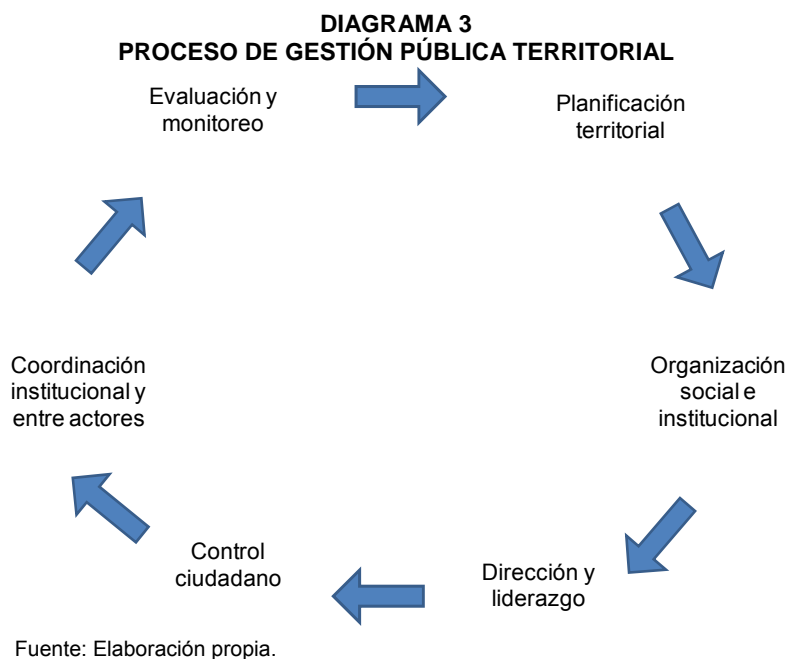 DIAGRAMA 3
PROCESO DE GESTIÓN PÚBLICA TERRITORIAL
Evaluación y
monitoreo
Planificación
territorial
Organización
social e
institucional
Dirección y
liderazgo
Control
ciudadano
Coordinación
institucional y
entre actores
Fuente: Elaboración propia.